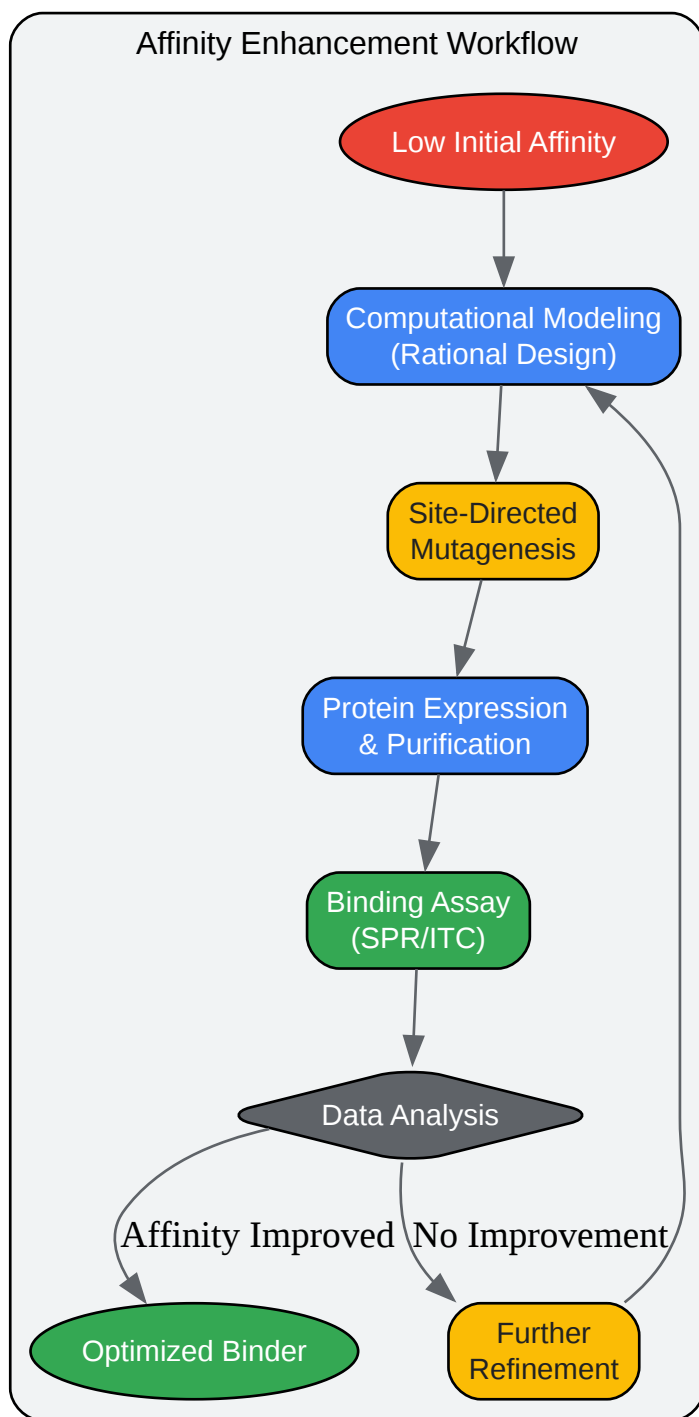 Affinity Enhancement Workflow
Low Initial Affinity
Computational Modeling
(Rational Design)
Site-Directed
Mutagenesis
Protein Expression
& Purification
Binding Assay
(SPR/ITC)
Data Analysis
Affinity Improved
No Improvement
Optimized Binder
Further
Refinement